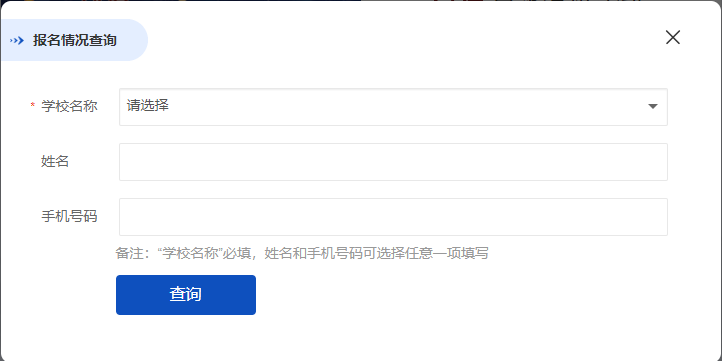 报名情况查询
* 学校名称 请选择
姓名
手机号码
备注：“学校名称”必填，姓名和手机号码可选择任意一项填写
查询